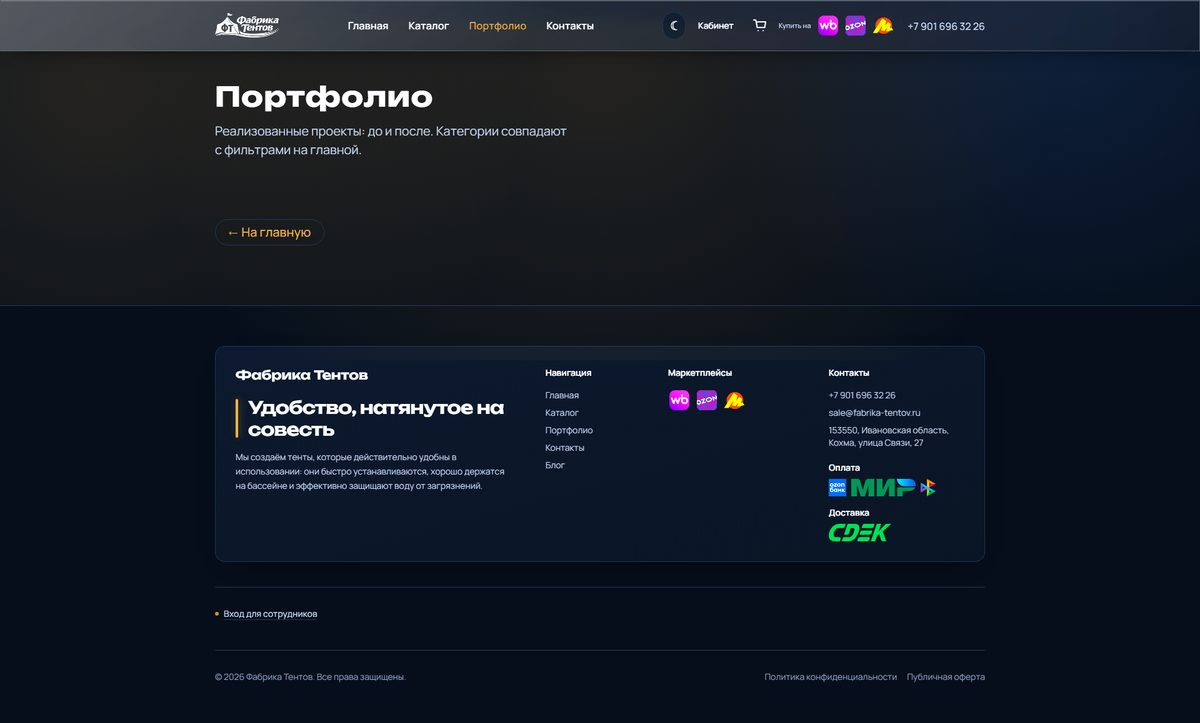 Фабрика
Тентов
ФТ
Главная
Каталог
Портфолио
Контакты
Кабинет
Купить на
wb
OZON
+7 901 696 32 26
Портфолио
Реализованные проекты: до и после. Категории совпадают
с фильтрами на главной.
← На главную
Фабрика Тентов
Удобство, натянутое на
совесть
Мы создаём тенты, которые действительно удобны в
использовании: они быстро устанавливаются, хорошо держатся
на бассейне и эффективно защищают воду от загрязнений.
Навигация
Главная
Каталог
Портфолио
Контакты
Блог
Маркетплейсы
wb
OZON
Контакты
+7 901 696 32 26
sale@fabrika-tentov.ru
153550, Ивановская область,
Кохма, улица Связи, 27
Оплата
ozon
банк
МИР
Доставка
CDEK
Вход для сотрудников
© 2026 Фабрика Тентов. Все права защищены.
Политика конфиденциальности
Публичная оферта